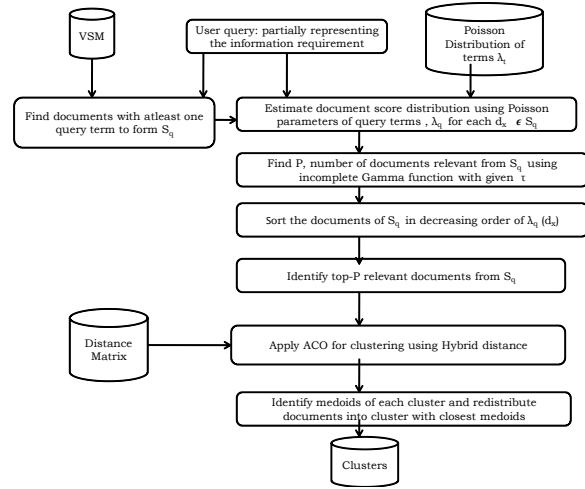 VSM
User query: partially representing
the information requirement
Poisson
Distribution of
terms λt
Find documents with atleast one
query term to form Sq
Estimate document score distribution using Poisson
parameters of query terms , λq for each dx ϵ Sq
Find P, number of documents relevant from Sq using
incomplete Gamma function with given τ
Sort the documents of Sq in decreasing order of λq (dx)
Identify top-P relevant documents from Sq
Distance
Matrix
Apply ACO for clustering using Hybrid distance
Identify medoids of each cluster and redistribute
documents into cluster with closest medoids
Clusters